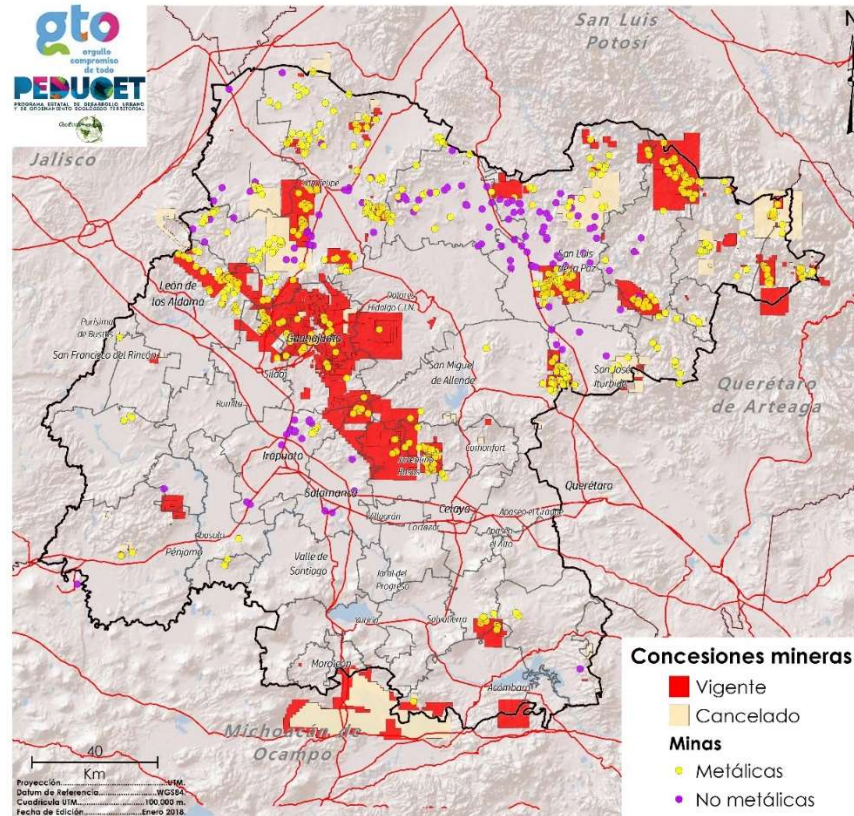 gto
orgullo
compromiso
de todo
PEDUOET
PROGRAMA ESTATAL DE DESARROLLO URBANO
Y DE ORDENAMIENTO ECOLÓGICO TERRITORIAL
San Luis
Potosí
N
Jalisco
San Felipe
León de
los Aldama
San Luis
de la Paz
Dolores
Hidalgo C.I.N.
Purísima
de Bustos
Guanajuato
San Francisco del Rincón
Silao
San Miguel
de Allende
San José
Iturbide
Querétaro
de Arteaga
Romita
Irapuato
Juventino
Rosas
Comonfort
Querétaro
Salamanca
Celaya
Apaseo el Grande
Villagrán
Cortazar
Apaseo
el Alto
Abasolo
Pénjamo
Valle de
Santiago
Jaral del
Progreso
Yuriria
Salvatierra
Moroleón
Acámbaro
Michoacán de
Ocampo
Concesiones mineras
Vigente
Cancelado
Minas
Metálicas
No metálicas
40
Km
Proyección....................UTM.
Datum de Referencia..........WGS84.
Cuadrícula UTM...............100,000 m.
Fecha de Edición.............Enero 2018.